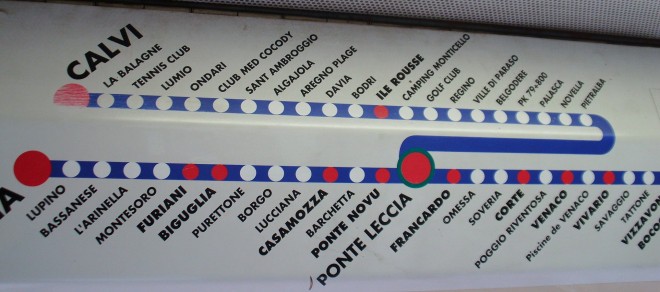 CALVI
LA BALAGNE
TENNIS CLUB
LUMIO
ONDARI
CLUB MED COCODY
SANT AMBROGGIO
ALGAJOLA
AREGNO PLAGE
DAVIA
BODRI
ILE ROUSSE
CAMPING MONTICELLO
GOLF CLUB
REGINO
VILLE DI PARASO
BELGODERE
PK 79+800
PALASCA
NOVELLA
PIETRALBA
IA
LUPINO
BASSANESE
L'ARINELLA
MONTESORO
FURIANI
BIGUGLIA
PURETTONE
BORGO
LUCCIANA
CASAMOZZA
BARCHETTA
PONTE NOVU
PONTE LECCIA
FRANCARDO
OMESSA
SOVERIA
CORTE
POGGIO RIVENTOSA
VENACO
Piscine de VENACO
VIVARIO
SAVAGGIO
TATTONE
VIZZAVON
BOCO